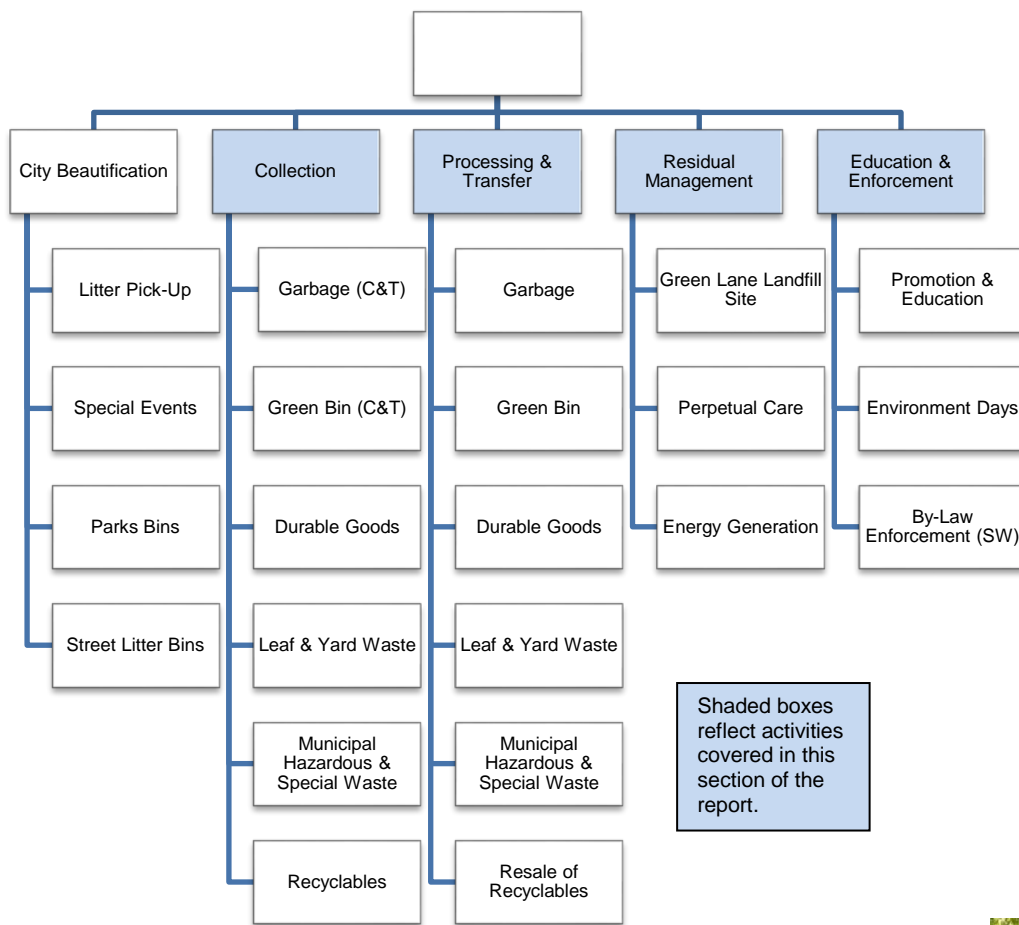 City Beautification
Collection
Processing &
Transfer
Residual
Management
Education &
Enforcement
Litter Pick-Up
Garbage (C&T)
Garbage
Green Lane Landfill
Site
Promotion &
Education
Special Events
Green Bin (C&T)
Green Bin
Perpetual Care
Environment Days
Parks Bins
Durable Goods
Durable Goods
Energy Generation
By-Law
Enforcement (SW)
Street Litter Bins
Leaf & Yard Waste
Leaf & Yard Waste
Municipal
Hazardous &
Special Waste
Municipal
Hazardous &
Special Waste
Recyclables
Resale of
Recyclables
Shaded boxes
reflect activities
covered in this
section of the
report.